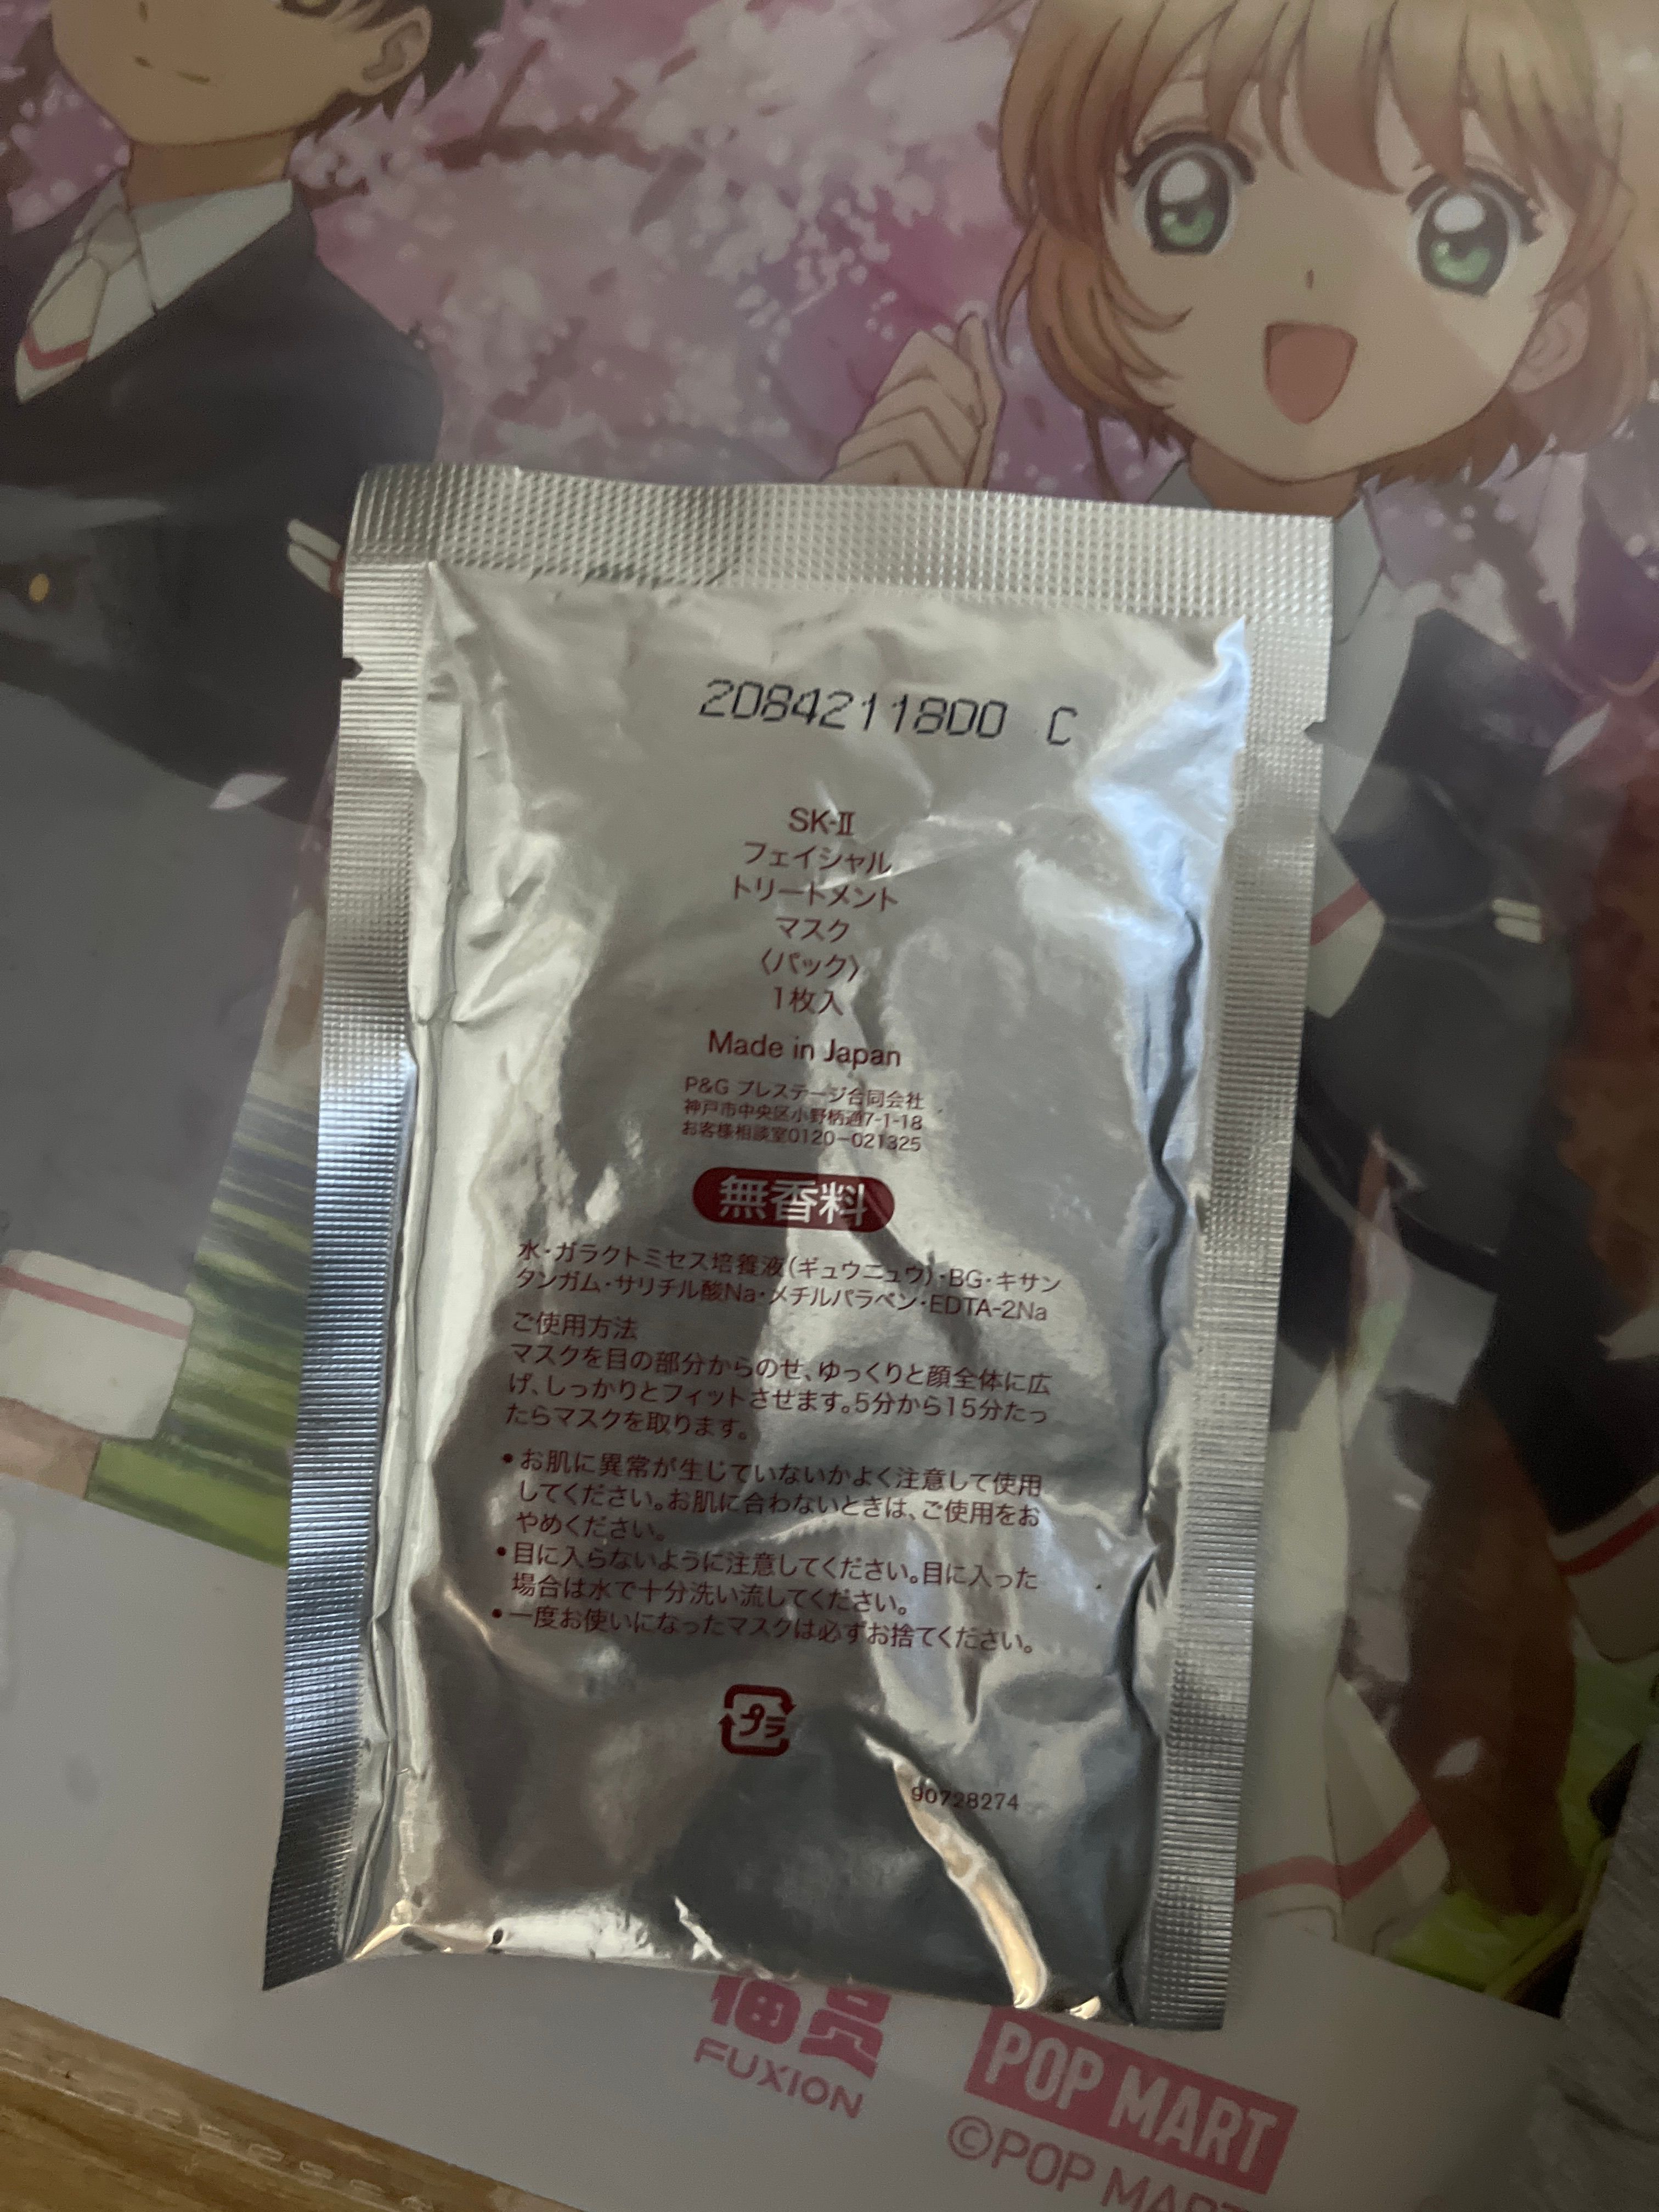 2084211800 C
SK-II
フェイシャル
トリートメント
マスク
〈パック〉
1枚入
Made in Japan
P&G プレステージ合同会社
神戸市中央区小野柄通7-1-18
お客様相談室0120-021325
無香料
水・ガラクトミセス培養液(ギュウニュウ)・BG・キサン
タンガム・サリチル酸Na・メチルパラベン・EDTA-2Na
ご使用方法
マスクを目の部分からのせ、ゆっくりと顔全体に広
げ、しっかりとフィットさせます。5分から15分たっ
たらマスクを取ります。
•お肌に異常が生じていないかよく注意して使用
してください。お肌に合わないときは、ご使用をお
やめください。
•目に入らないように注意してください。目に入った
場合は水で十分洗い流してください。
•一度お使いになったマスクは必ずお捨てください。
プラ
90728274
FUXION
POP MART
©POP MART